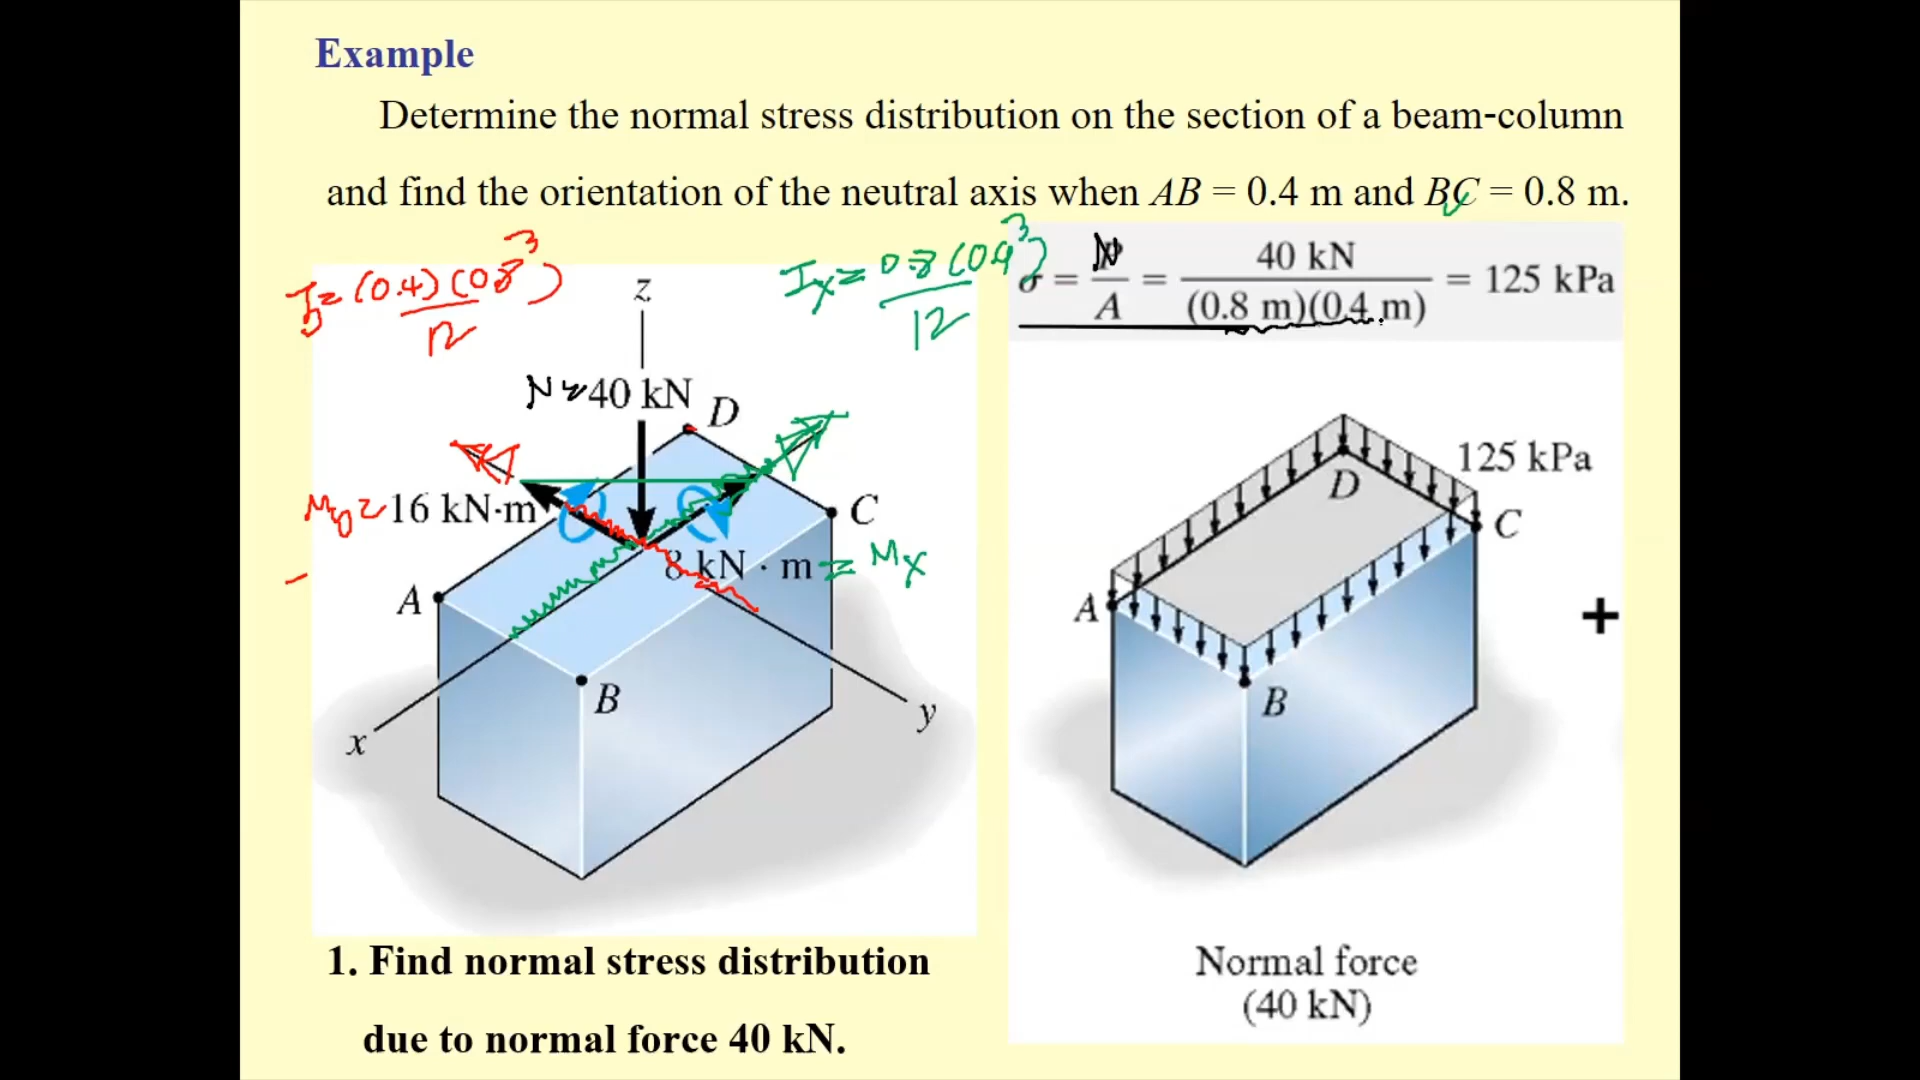 Example
Determine the normal stress distribution on the section of a beam-column
and find the orientation of the neutral axis when AB = 0.4 m and BC = 0.8 m.
Iy = (0.4)(0.8³)
12
Ix = 0.8(0.4³)
12
σ = N/A = 40 kN / (0.8 m)(0.4 m) = 125 kPa
z
N = 40 kN
D
My = 16 kN·m
C
8 kN · m = Mx
A
B
x
y
125 kPa
D
C
A
B
+
1. Find normal stress distribution
due to normal force 40 kN.
Normal force
(40 kN)